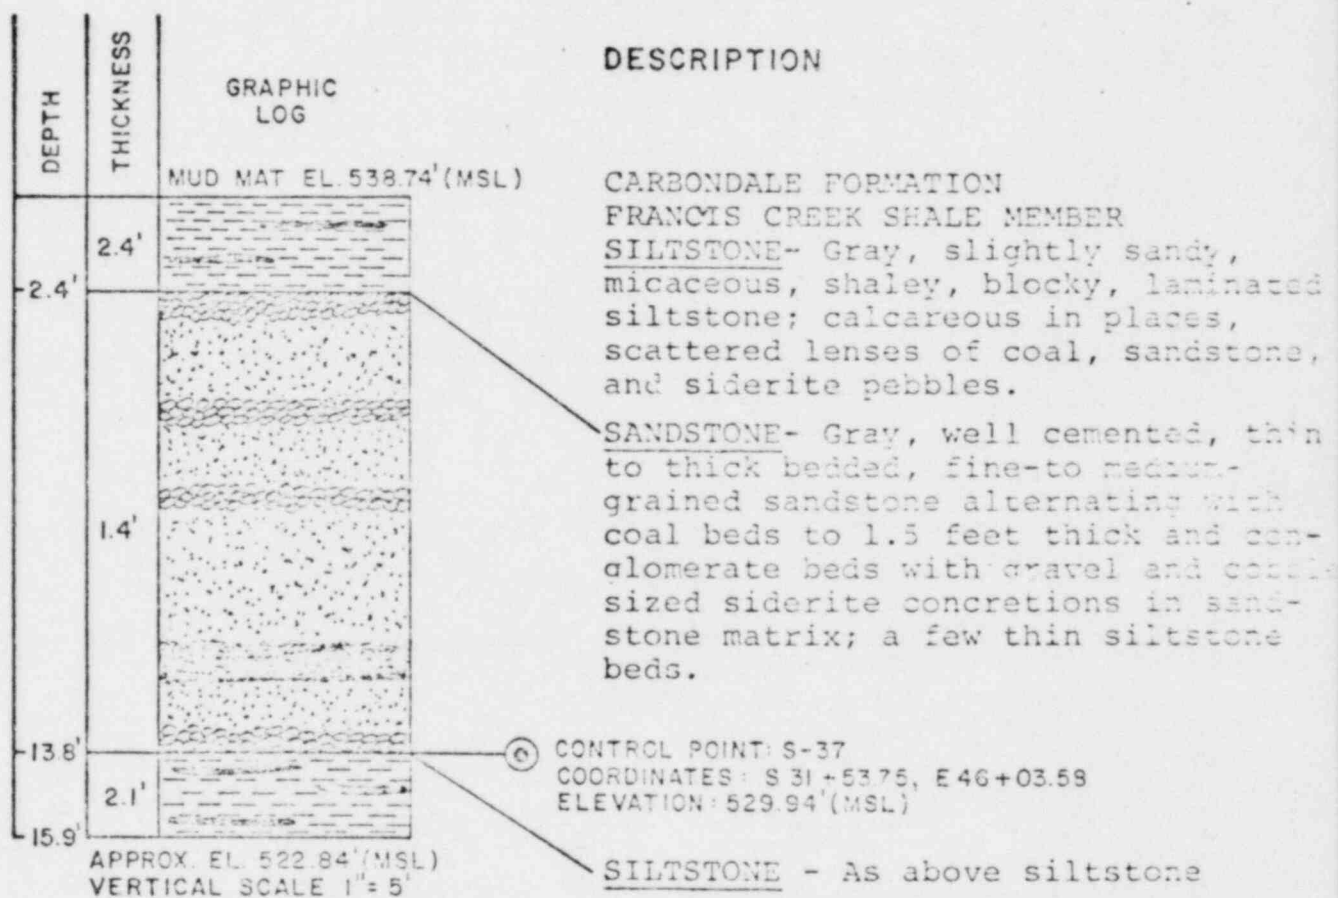 DEPTH
THICKNESS
GRAPHIC
LOG
DESCRIPTION
MUD MAT EL. 538.74' (MSL)
2.4'
2.4'
1.4'
13.8'
2.1'
15.9'
APPROX. EL. 522.84' (MSL)
VERTICAL SCALE 1" = 5'
CARBONDALE FORMATION
FRANCIS CREEK SHALE MEMBER
SILTSTONE- Gray, slightly sandy,
micaceous, shaley, blocky, laminated
siltstone; calcareous in places,
scattered lenses of coal, sandstone,
and siderite pebbles.
SANDSTONE- Gray, well cemented, thin
to thick bedded, fine-to medium-
grained sandstone alternating with
coal beds to 1.5 feet thick and con-
glomerate beds with gravel and cobble
sized siderite concretions in sand-
stone matrix; a few thin siltstone
beds.
CONTROL POINT: S-37
COORDINATES: S 31+53.75, E 46+03.58
ELEVATION: 529.94' (MSL)
SILTSTONE - As above siltstone